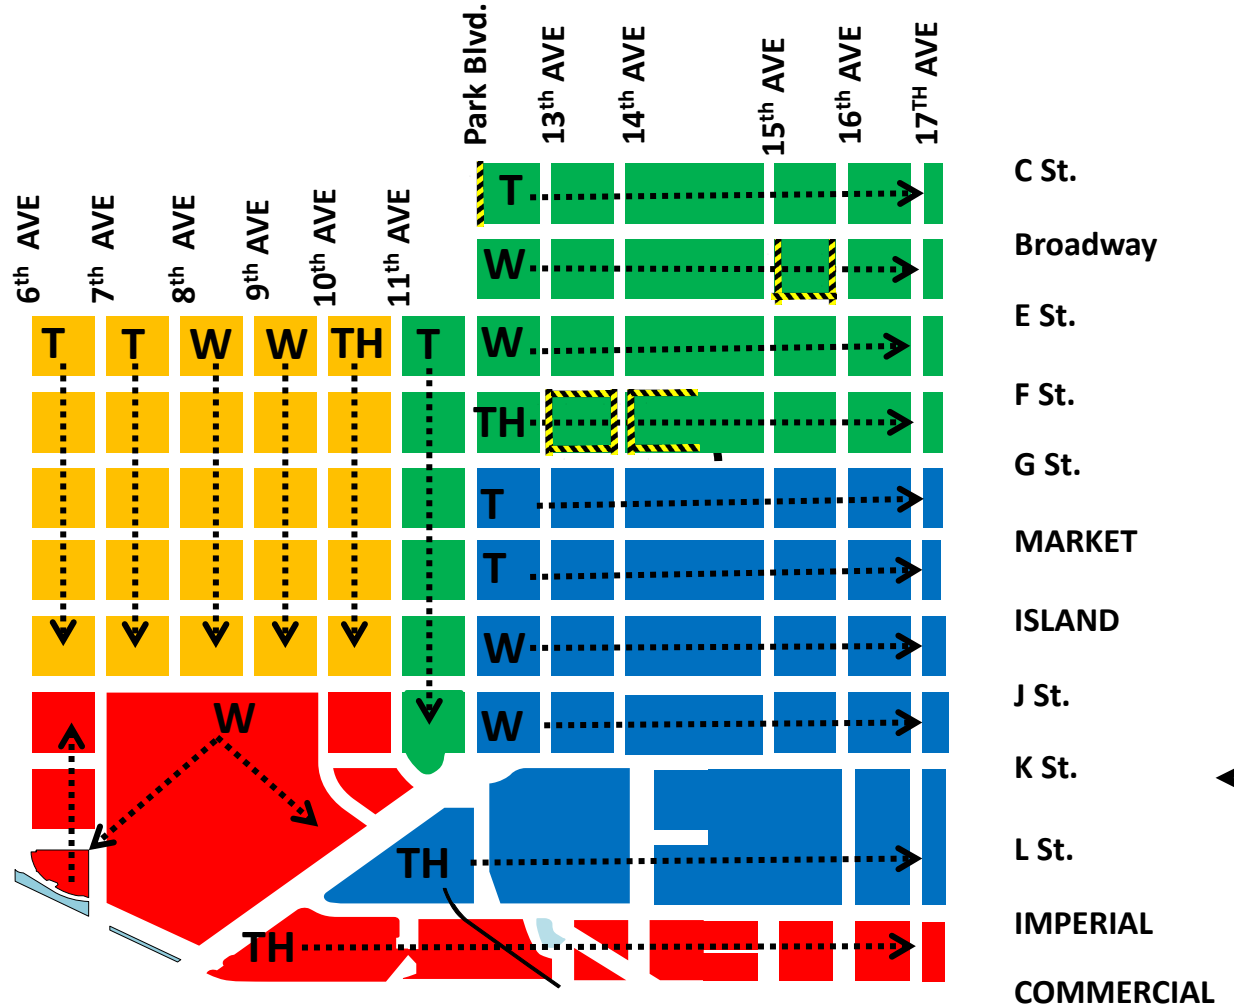 Park Blvd.
13th AVE
14th AVE
15th AVE
16th AVE
17TH AVE
6th AVE
7th AVE
8th AVE
9th AVE
10th AVE
11th AVE
T
C St.
W
Broadway
T
T
W
W
TH
T
W
E St.
TH
F St.
T
G St.
T
MARKET
W
ISLAND
W
W
J St.
K St.
TH
L St.
TH
IMPERIAL
COMMERCIAL